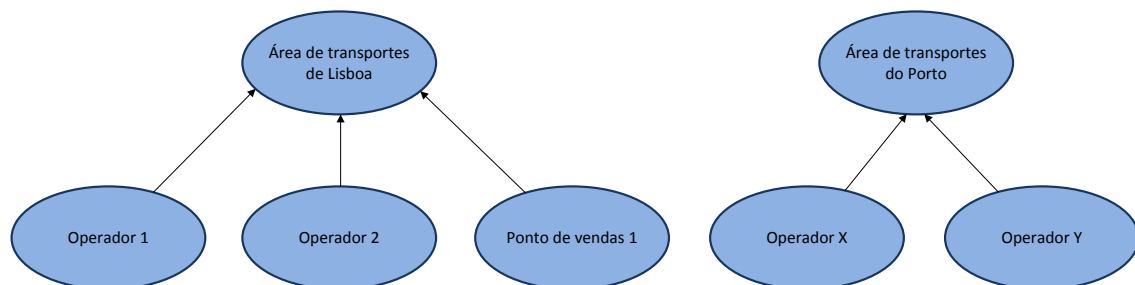 Área de transportes
de Lisboa
Área de transportes
do Porto
Operador 1
Operador 2
Ponto de vendas 1
Operador X
Operador Y